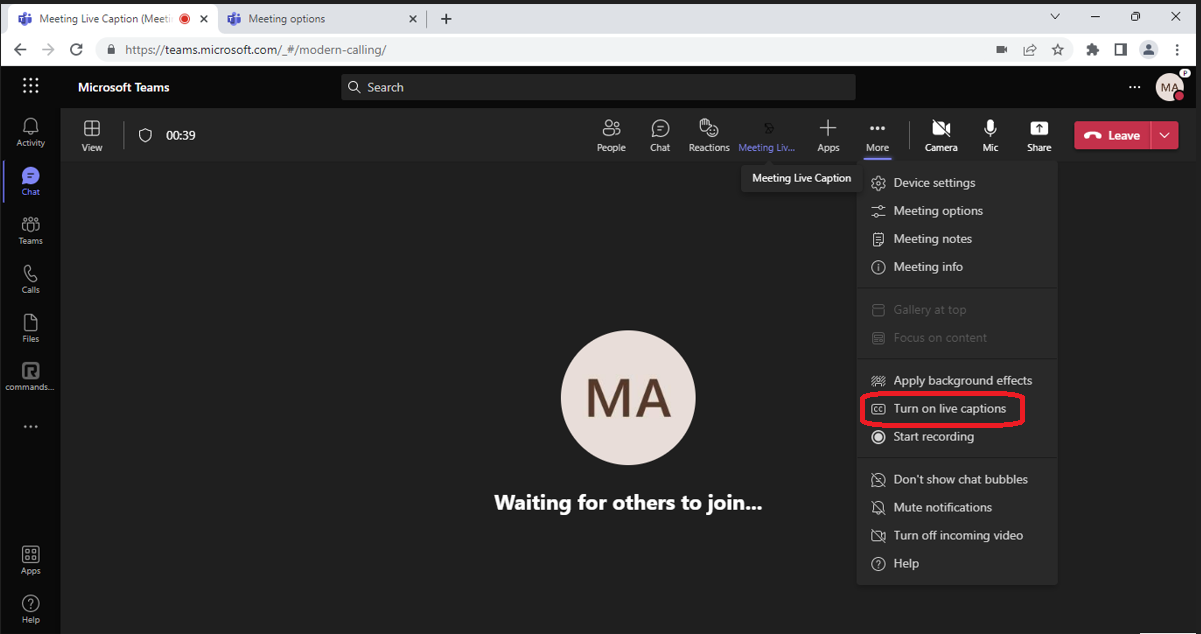 Meeting Live Caption (Meeti
Meeting options
https://teams.microsoft.com/_#/modern-calling/
Microsoft Teams
Search
MA
P
Activity
Chat
Teams
Calls
Files
commands...
Apps
Help
View
00:39
People
Chat
Reactions
Meeting Liv...
Apps
More
Camera
Mic
Share
Leave
Meeting Live Caption
Device settings
Meeting options
Meeting notes
Meeting info
Gallery at top
Focus on content
Apply background effects
CC Turn on live captions
Start recording
Don't show chat bubbles
Mute notifications
Turn off incoming video
Help
MA
Waiting for others to join...